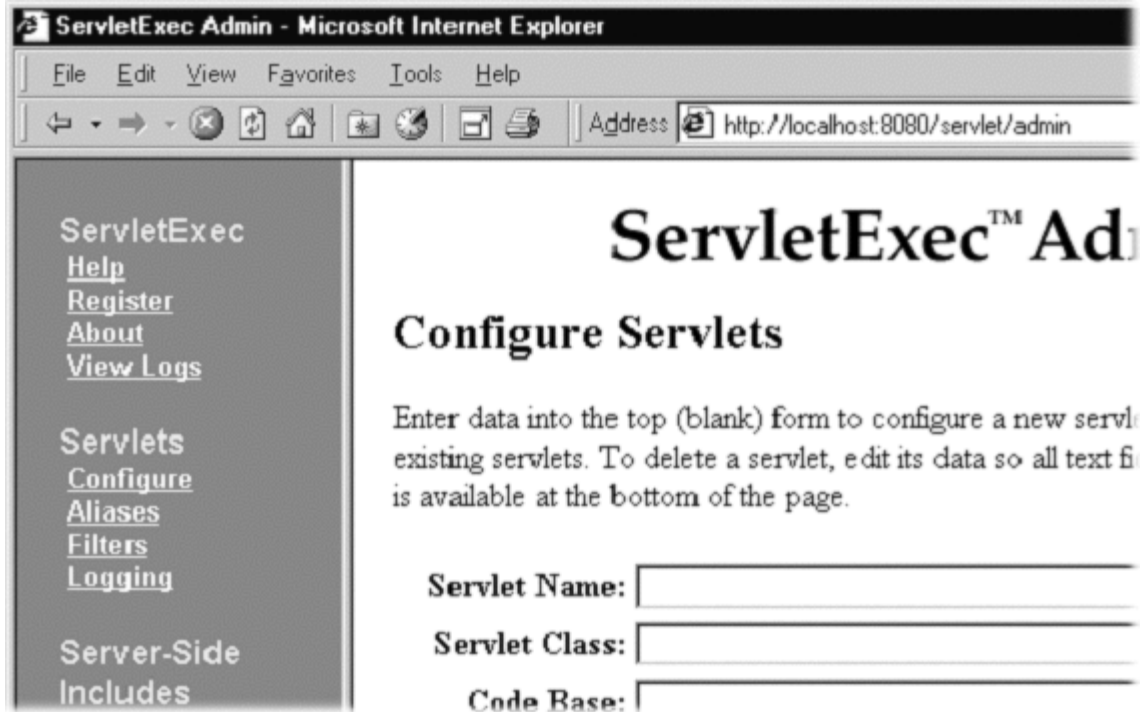 ServletExec Admin - Microsoft Internet Explorer
File Edit View Favorites Tools Help
Address http://localhost:8080/servlet/admin
ServletExec
Help
Register
About
View Logs
Servlets
Configure
Aliases
Filters
Logging
Server-Side
Includes
ServletExec™ Ad
Configure Servlets
Enter data into the top (blank) form to configure a new servl
existing servlets. To delete a servlet, edit its data so all text fi
is available at the bottom of the page.
Servlet Name:
Servlet Class:
Code Base: